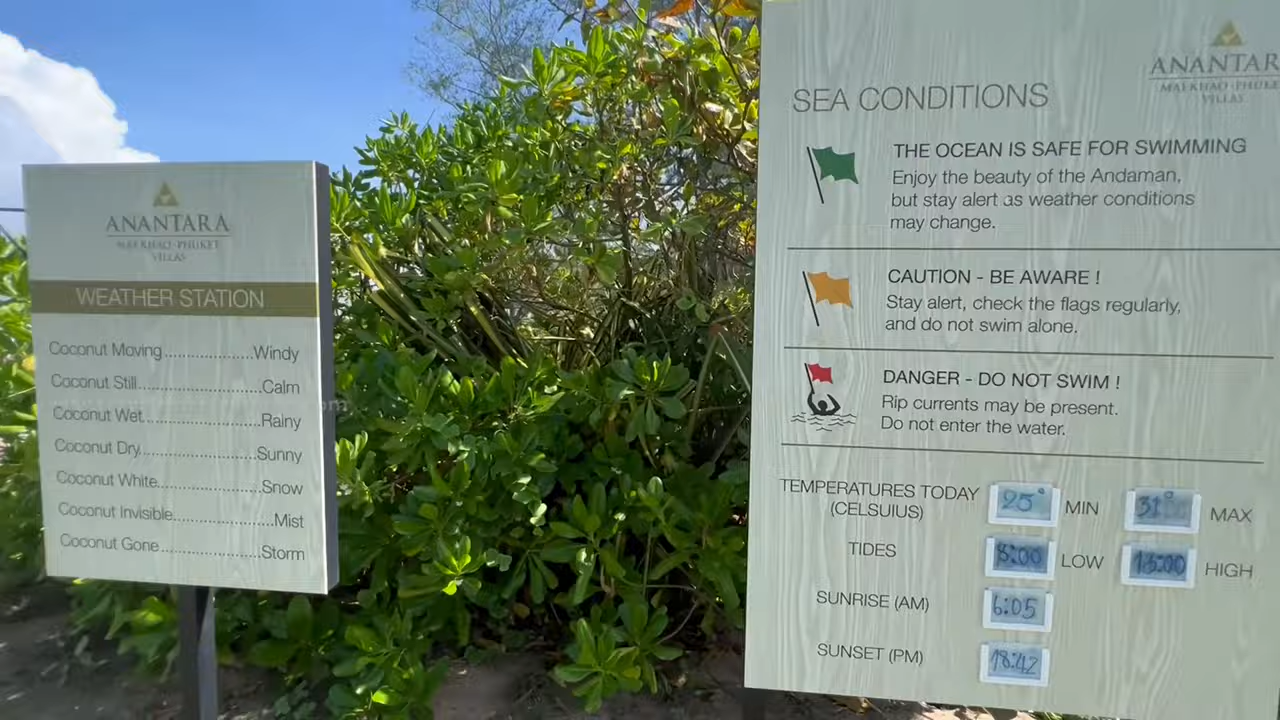 ANANTARA
MAI KHAO · PHUKET
VILLAS
WEATHER STATION
Coconut Moving....................Windy
Coconut Still............................Calm
Coconut Wet..........................Rainy
Coconut Dry..........................Sunny
Coconut White.......................Snow
Coconut Invisible.......................Mist
Coconut Gone.......................Storm
ANANTAR
MAI KHAO · PHUKE
VILLAS
SEA CONDITIONS
THE OCEAN IS SAFE FOR SWIMMING
Enjoy the beauty of the Andaman,
but stay alert as weather conditions
may change.
CAUTION - BE AWARE !
Stay alert, check the flags regularly,
and do not swim alone.
DANGER - DO NOT SWIM !
Rip currents may be present.
Do not enter the water.
TEMPERATURES TODAY 25° MIN 31° MAX
(CELSUIUS)
TIDES 8:00 LOW HIGH
SUNRISE (AM) 6:05
SUNSET (PM) 18:42